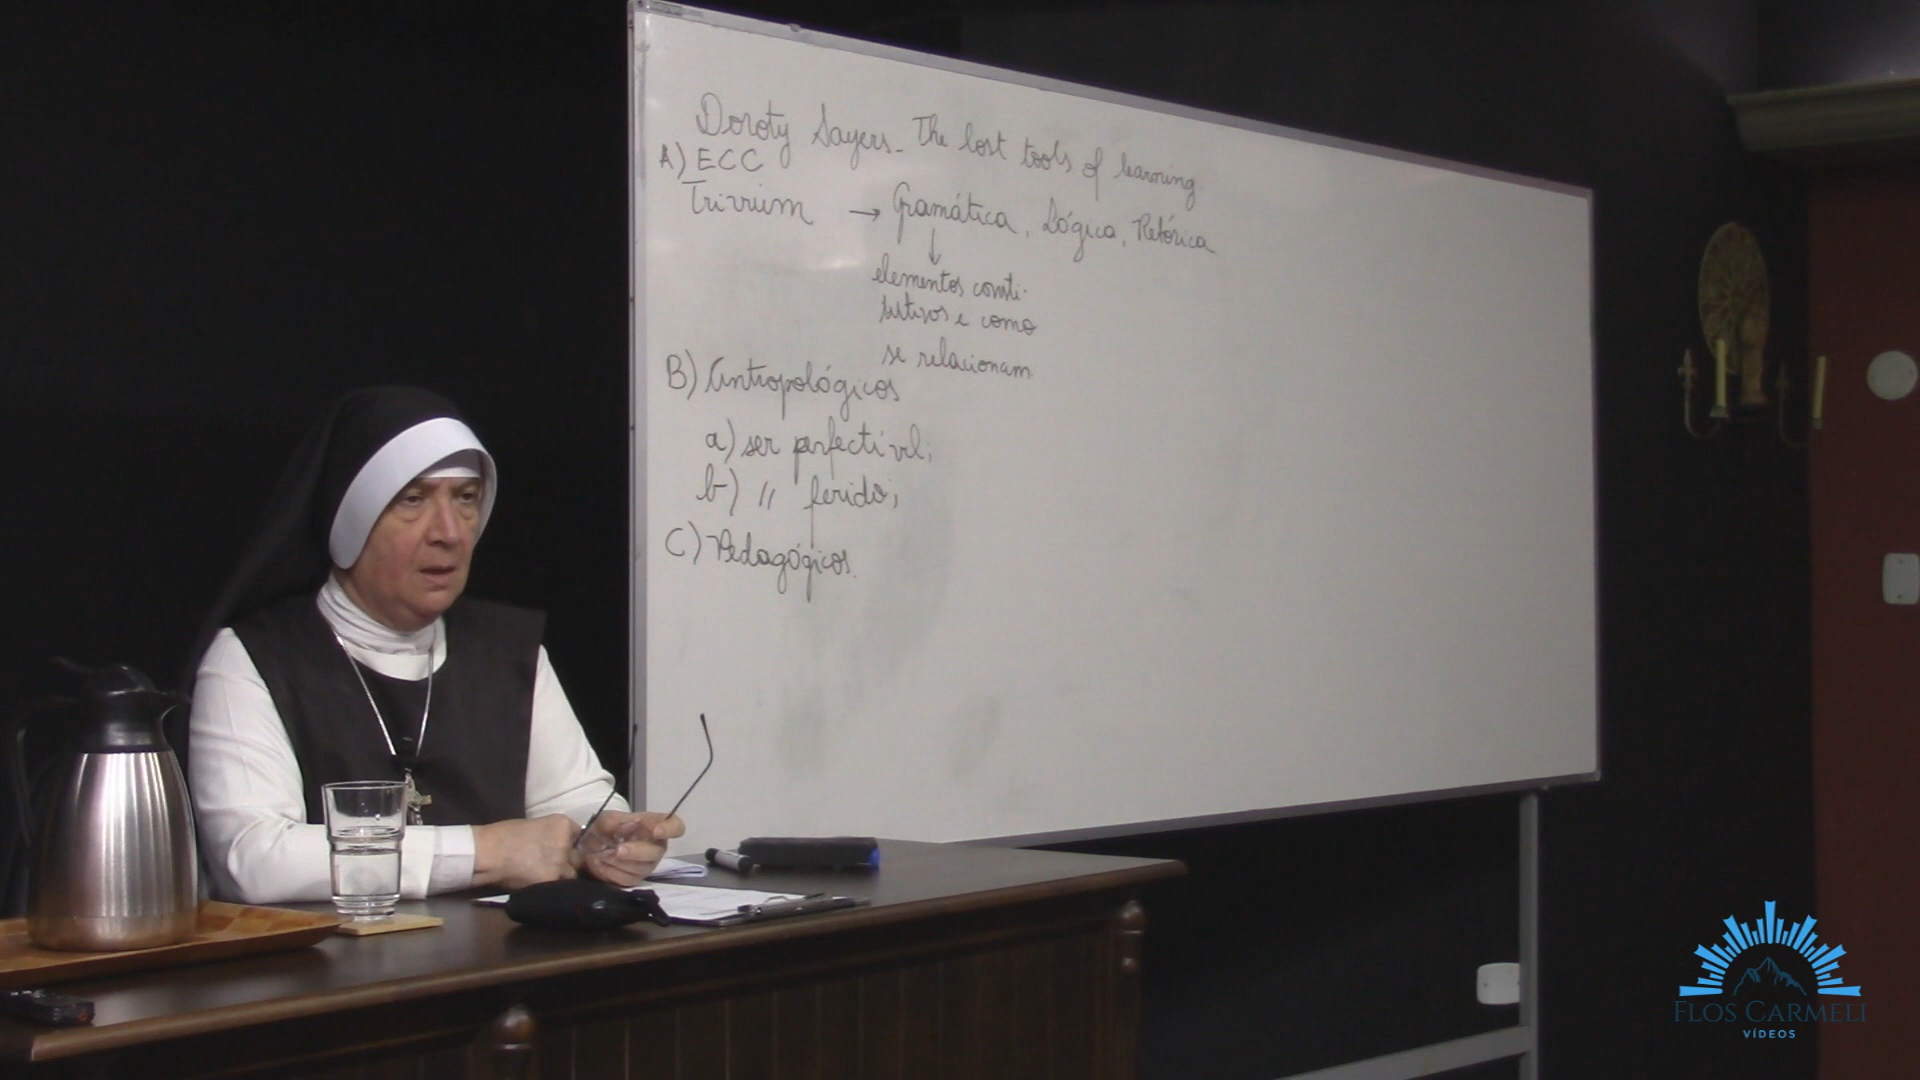 Doroty Sayers - The lost tools of learning
A) ECC
Trivium → Gramática, Lógica, Retórica
↓
elementos consti-
tutivos e como
se relacionam.
B) Antropológicos
a) ser perfectível;
b) " ferido;
C) Pedagógicos.
FLOS CARMELI
VÍDEOS